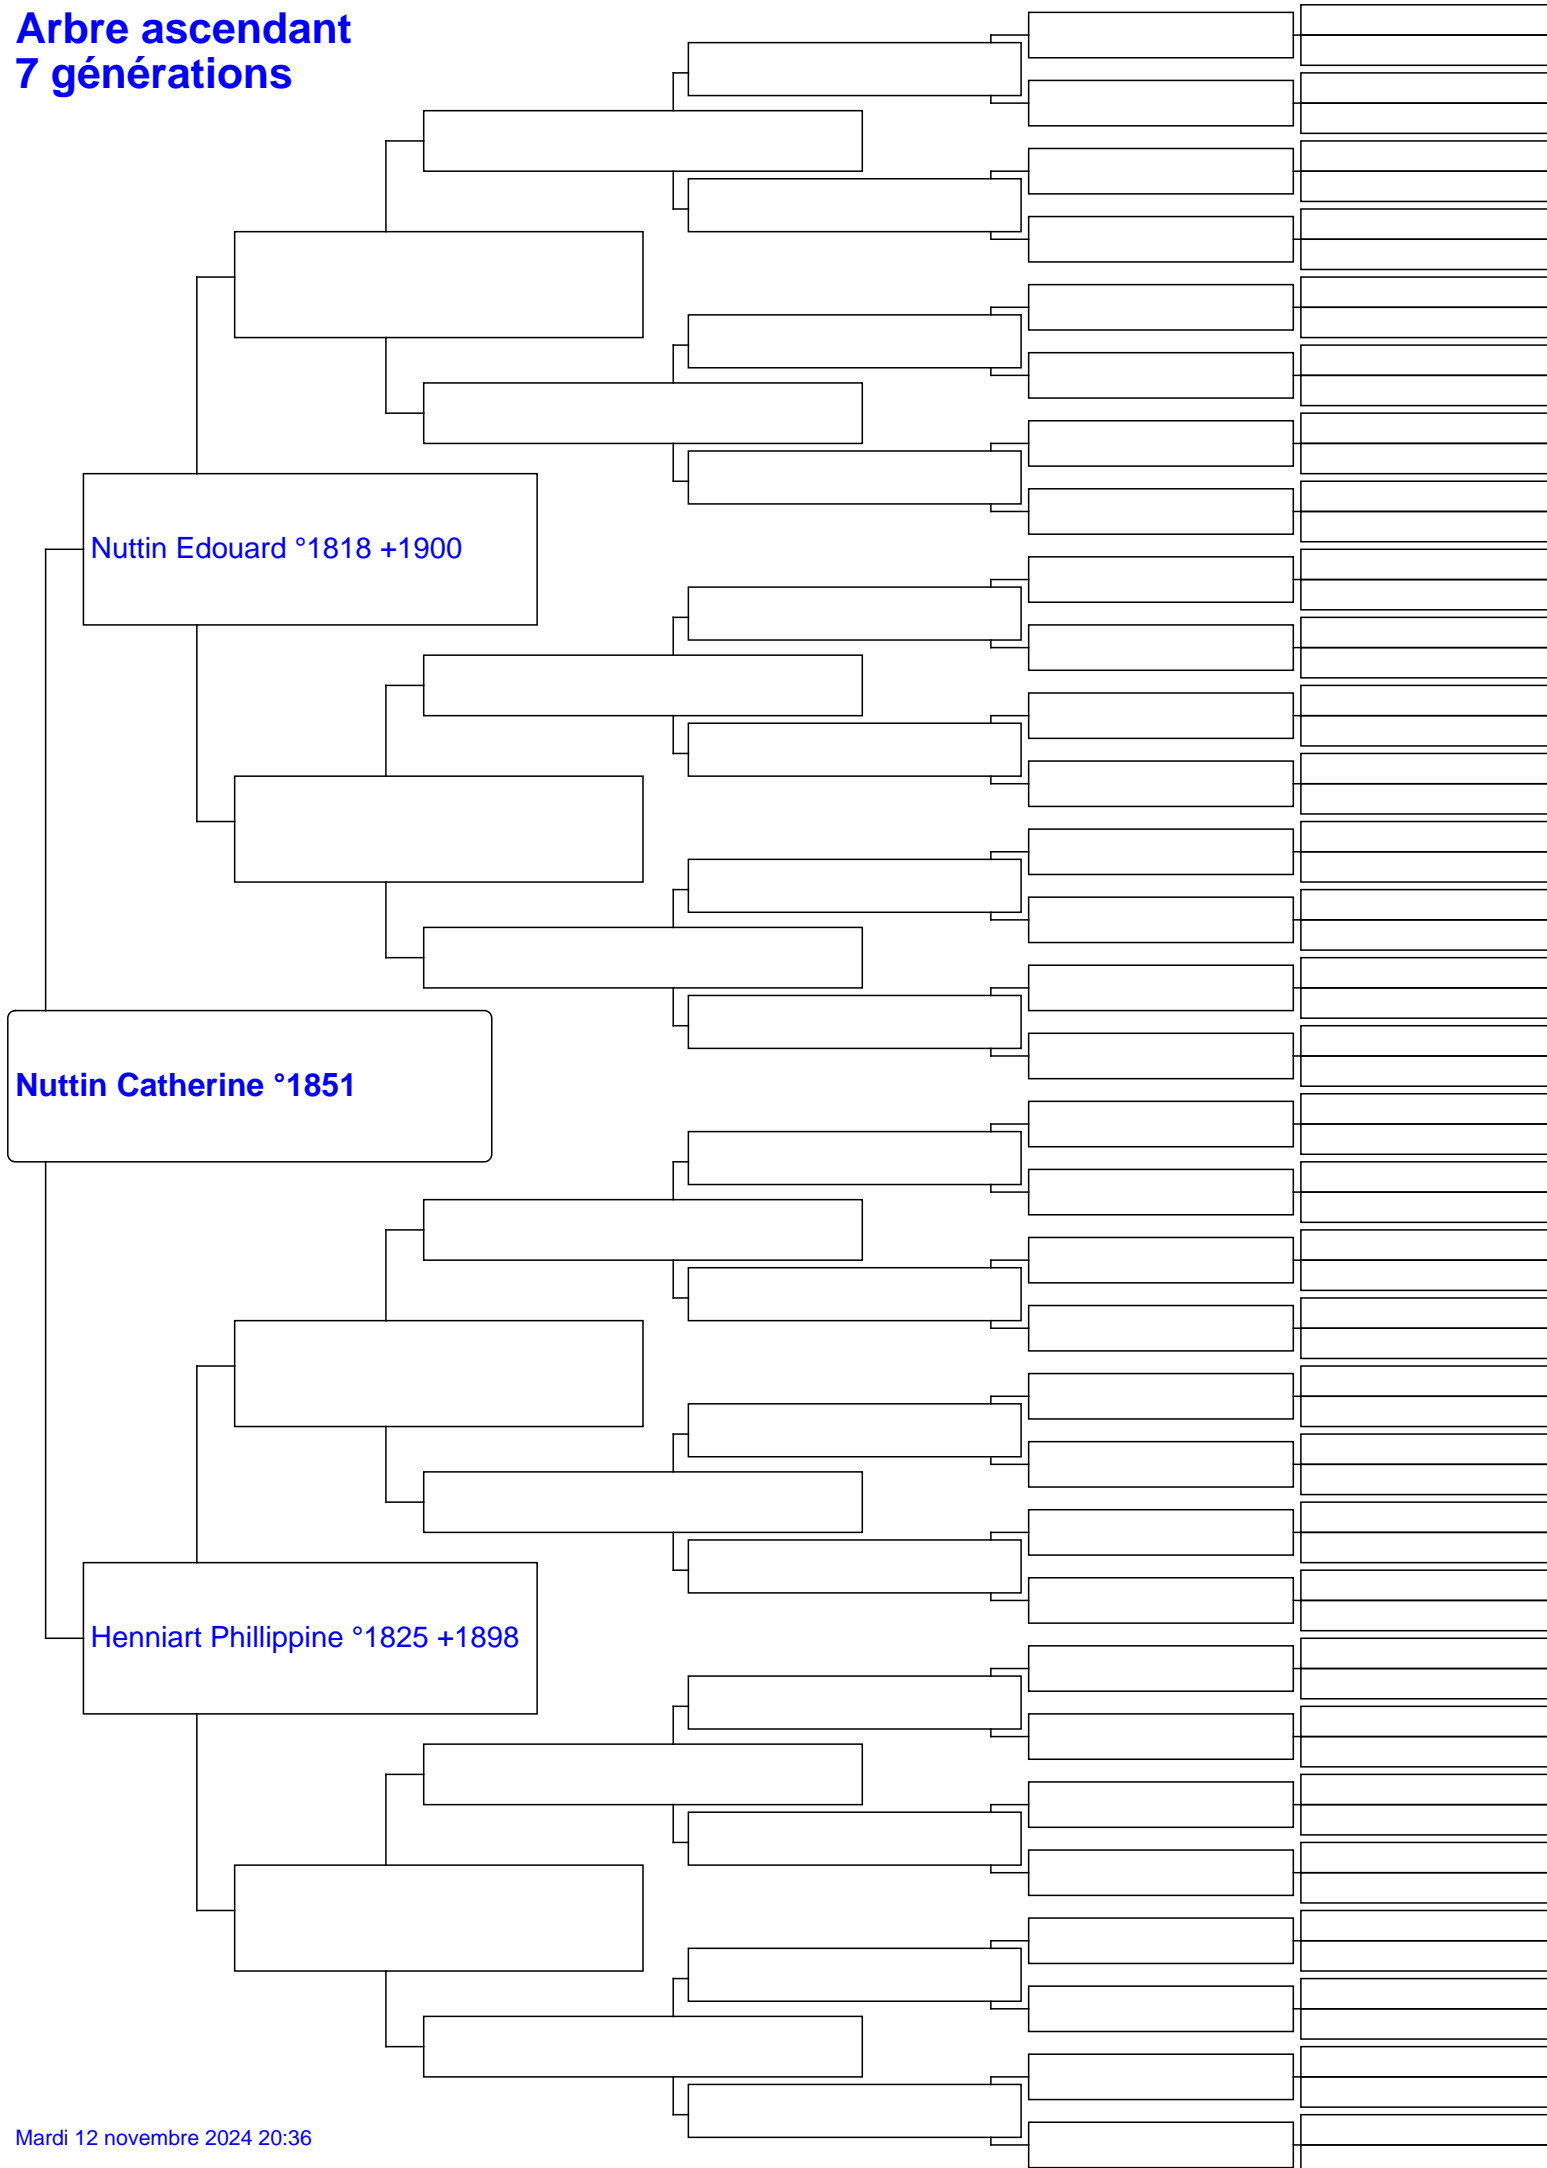 Arbre ascendant
7 générations
Nuttin Edouard °1818 +1900
Nuttin Catherine °1851
Henniart Phillippine °1825 +1898
Mardi 12 novembre 2024 20:36